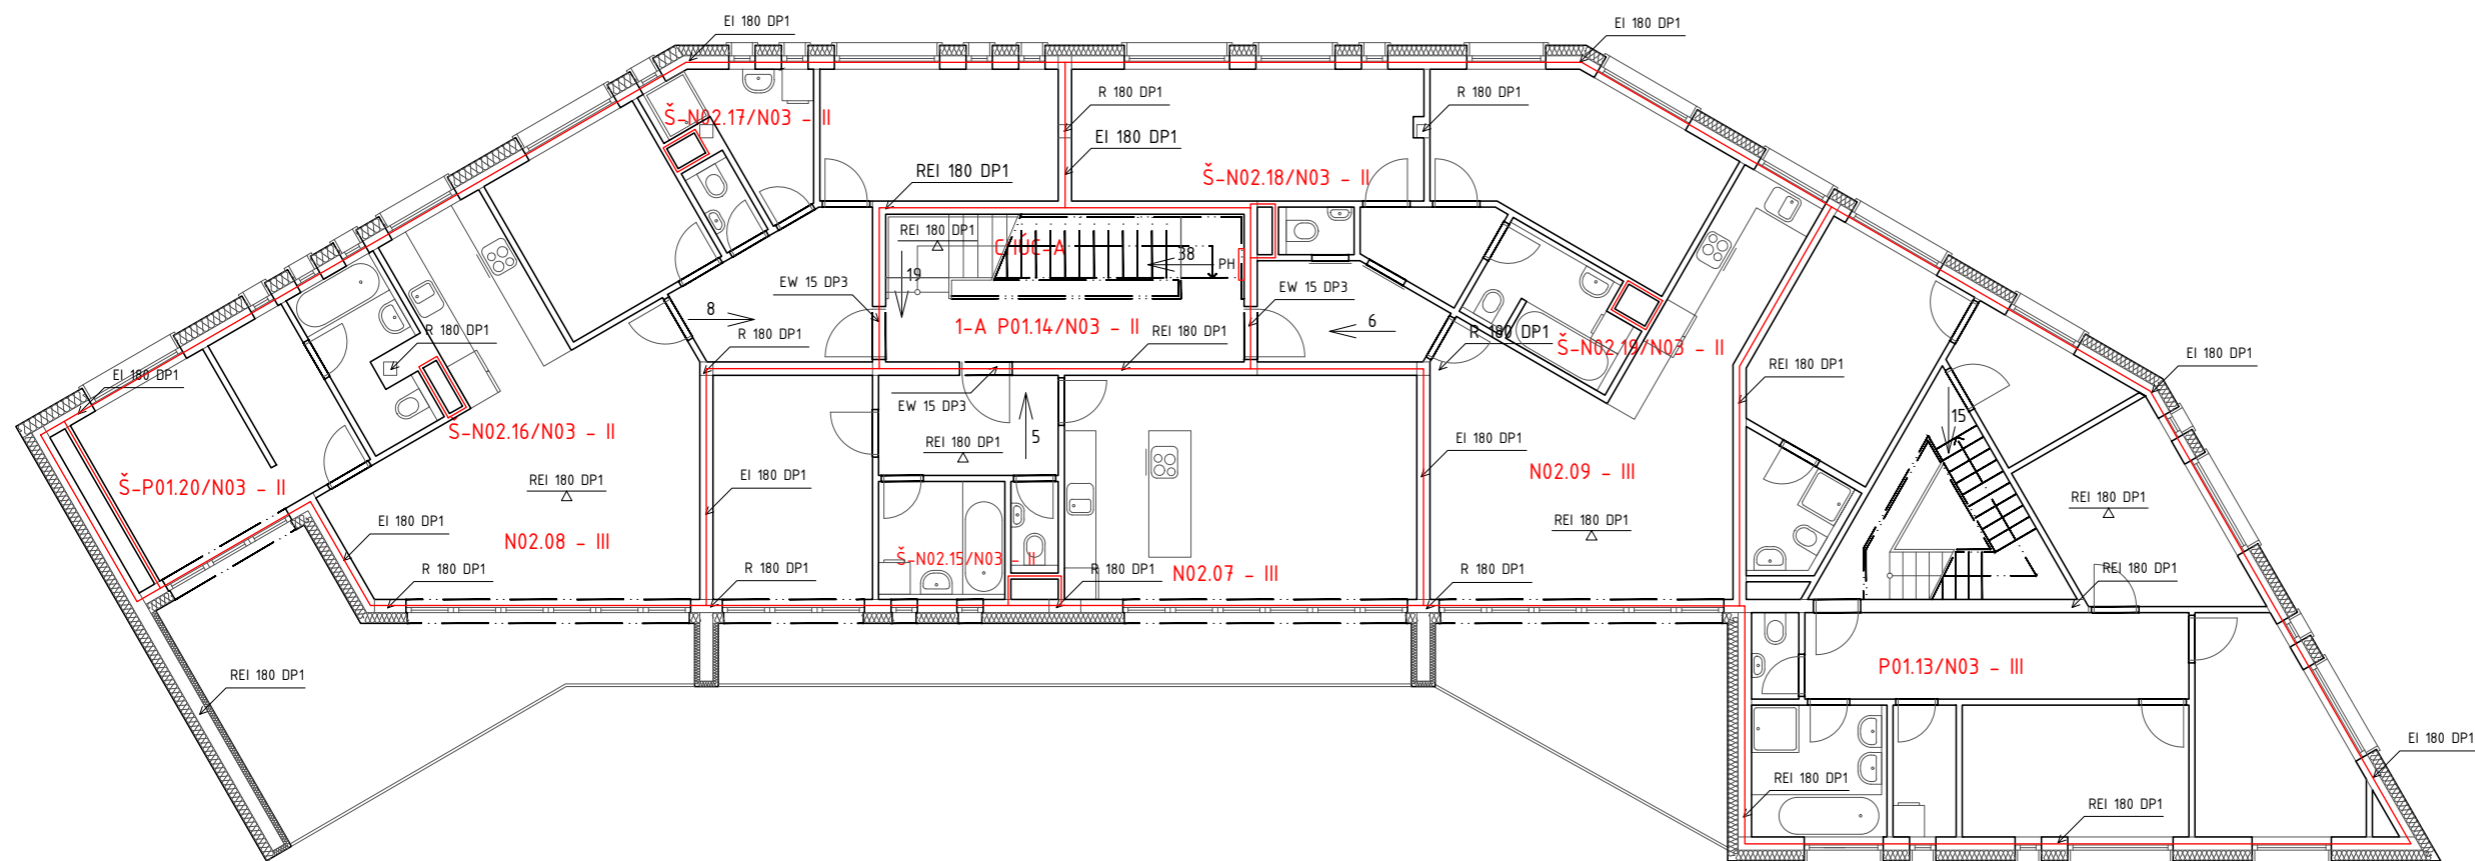 EI 180 DP1
EI 180 DP1
R 180 DP1
R 180 DP1
Š-N02.17/N03 - II
EI 180 DP1
REI 180 DP1
Š-N02.18/N03 - II
REI 180 DP1
CHÚC-A
38
PH
19
EW 15 DP3
EW 15 DP3
8
6
1-A P01.14/N03 - II
R 180 DP1
R 180 DP1
REI 180 DP1
R 180 DP1
Š-N02.19/N03 - II
EI 180 DP1
REI 180 DP1
EI 180 DP1
EW 15 DP3
15
Š-N02.16/N03 - II
5
REI 180 DP1
EI 180 DP1
N02.09 - III
Š-P01.20/N03 - II
REI 180 DP1
EI 180 DP1
REI 180 DP1
REI 180 DP1
EI 180 DP1
N02.08 - III
Š-N02.15/N03 - II
R 180 DP1
R 180 DP1
R 180 DP1
N02.07 - III
R 180 DP1
REI 180 DP1
REI 180 DP1
P01.13/N03 - III
EI 180 DP1
REI 180 DP1
REI 180 DP1